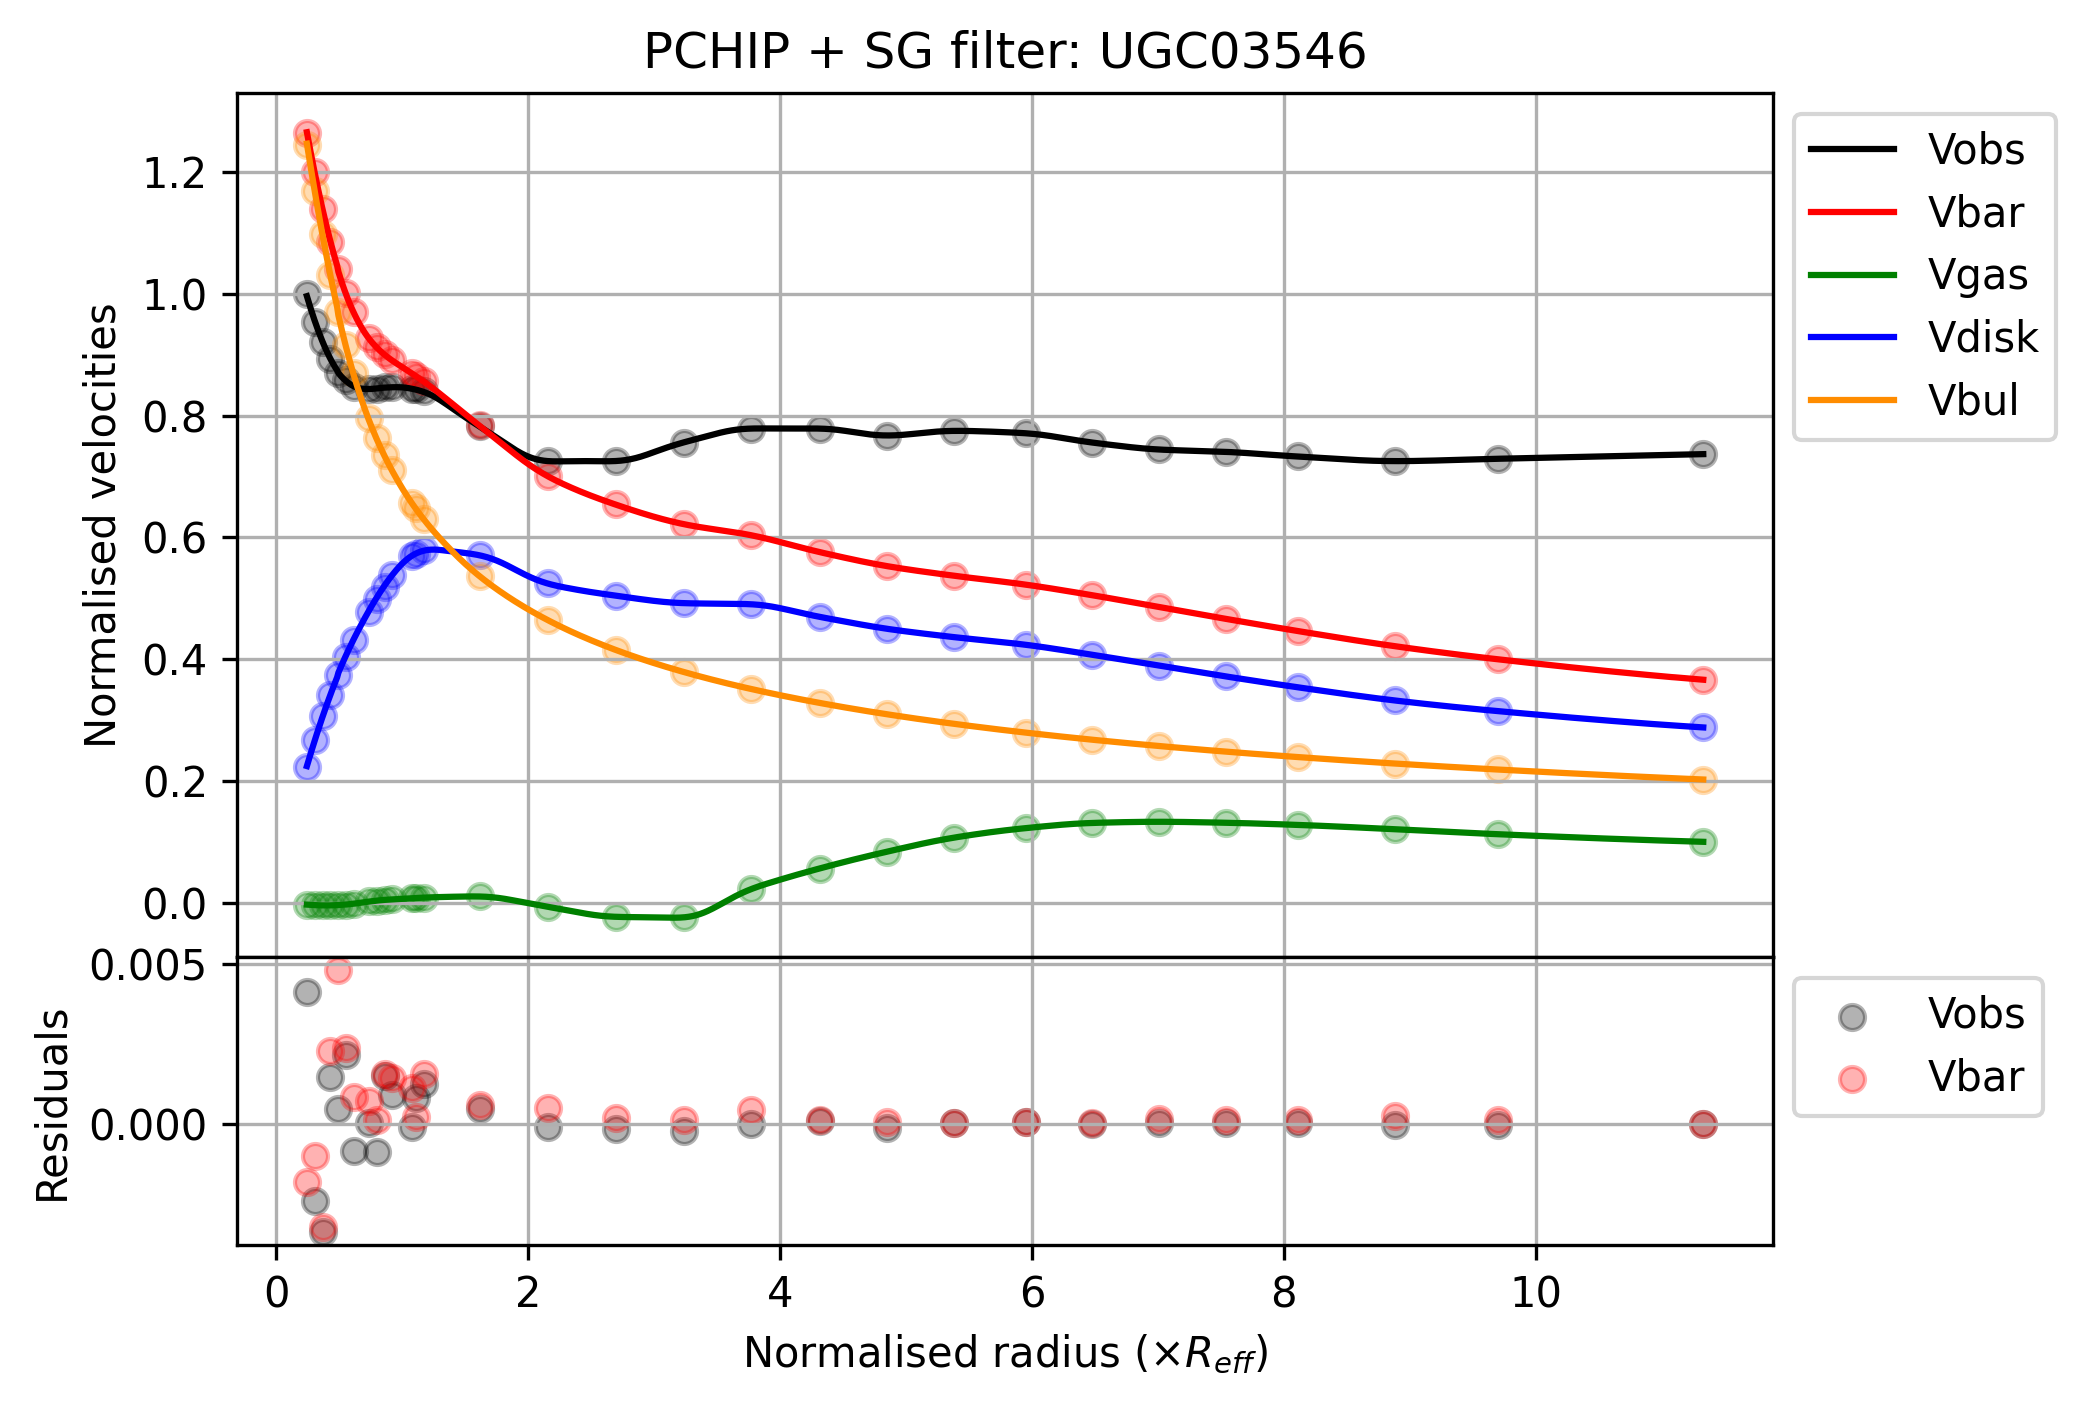 PCHIP + SG filter: UGC03546
Normalised velocities
1.2
1.0
0.8
0.6
0.4
0.2
0.0
Vobs
Vbar
Vgas
Vdisk
Vbul
Residuals
0.005
0.000
Vobs
Vbar
0 2 4 6 8 10
Normalised radius (×R_eff)